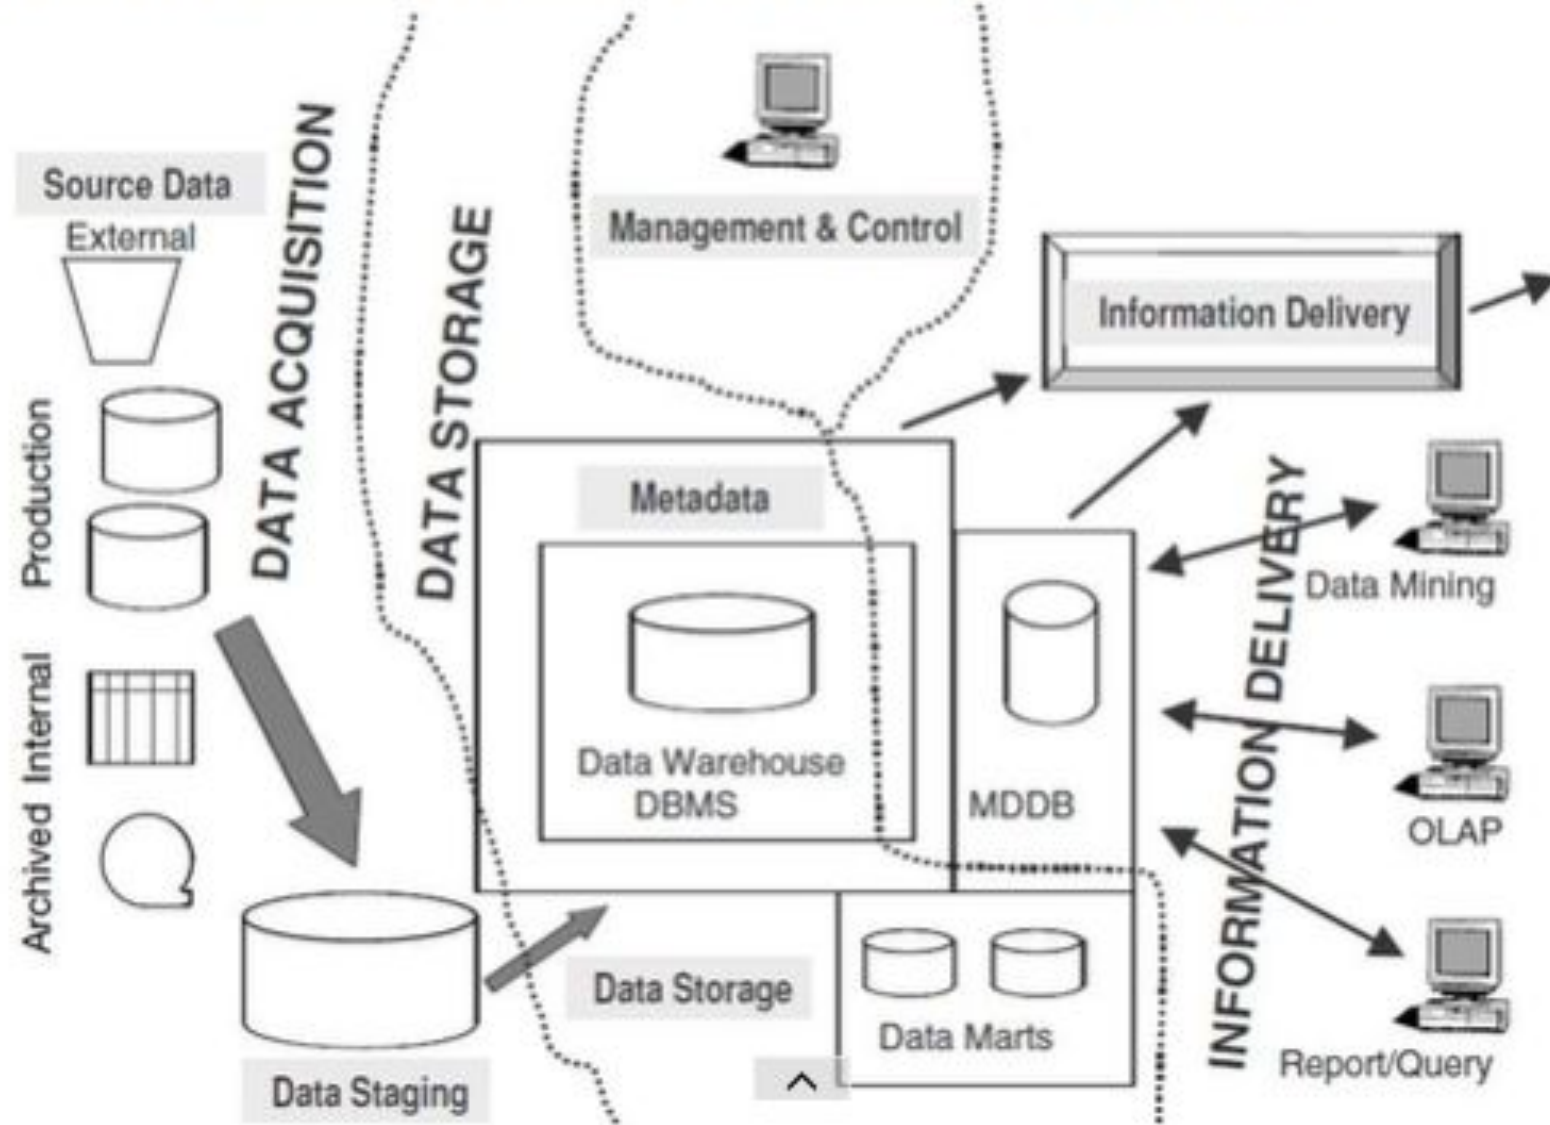 Source Data
External
Production
Archived Internal
DATA ACQUISITION
Data Staging
DATA STORAGE
Management & Control
Metadata
Data Warehouse
DBMS
MDDB
Data Storage
Data Marts
Information Delivery
INFORMATION DELIVERY
Data Mining
OLAP
Report/Query